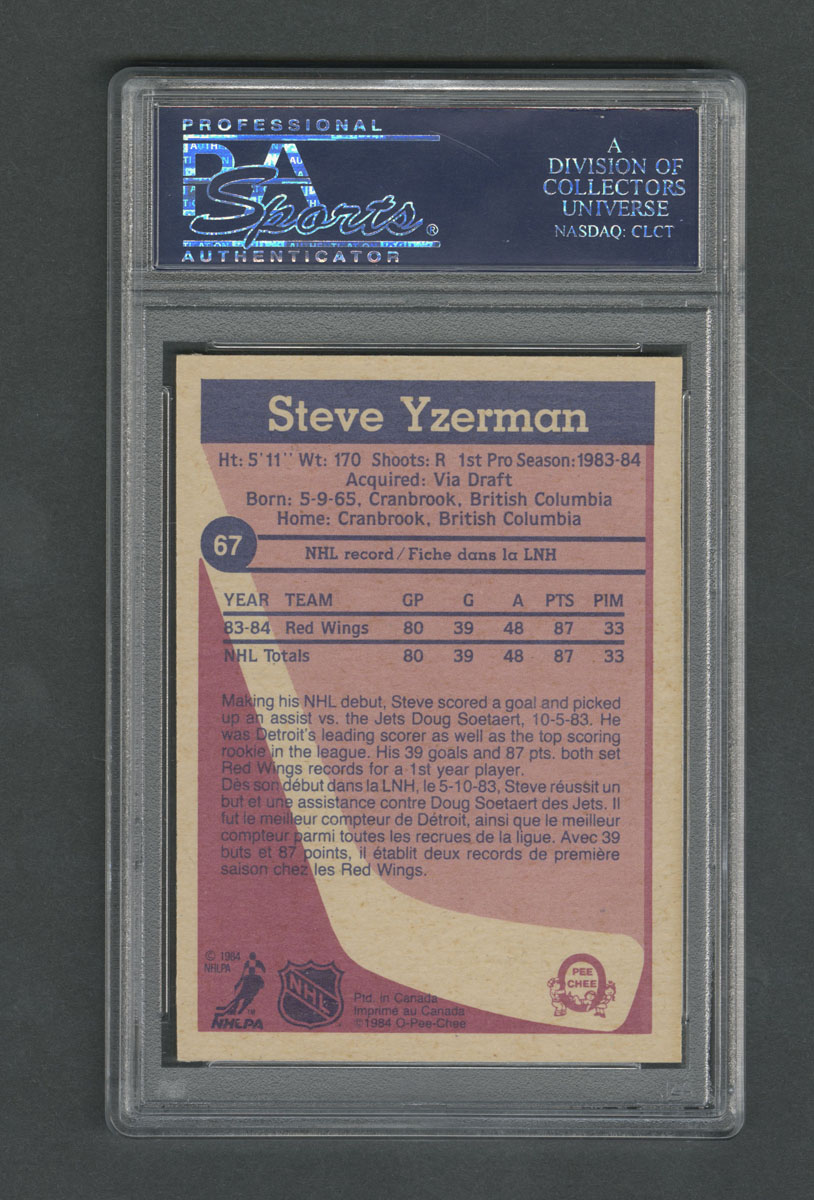 PROFESSIONAL
PSA
Sports®
AUTHENTICATOR
A
DIVISION OF
COLLECTORS
UNIVERSE
NASDAQ: CLCT
Steve Yzerman
Ht: 5'11" Wt: 170 Shoots: R 1st Pro Season: 1983-84
Acquired: Via Draft
Born: 5-9-65, Cranbrook, British Columbia
Home: Cranbrook, British Columbia
67
NHL record/Fiche dans la LNH
YEAR TEAM GP G A PTS PIM
83-84 Red Wings 80 39 48 87 33
NHL Totals 80 39 48 87 33
Making his NHL debut, Steve scored a goal and picked
up an assist vs. the Jets Doug Soetaert, 10-5-83. He
was Detroit's leading scorer as well as the top scoring
rookie in the league. His 39 goals and 87 pts. both set
Red Wings records for a 1st year player.
Dès son début dans la LNH, le 5-10-83, Steve réussit un
but et une assistance contre Doug Soetaert des Jets. Il
fut le meilleur compteur de Détroit, ainsi que le meilleur
compteur parmi toutes les recrues de la ligue. Avec 39
buts et 87 points, il établit deux records de première
saison chez les Red Wings.
© 1984
NHLPA
NHLPA
NHL
Ptd. in Canada
Imprimé au Canada
©1984 O-Pee-Chee
PEE
CHEE